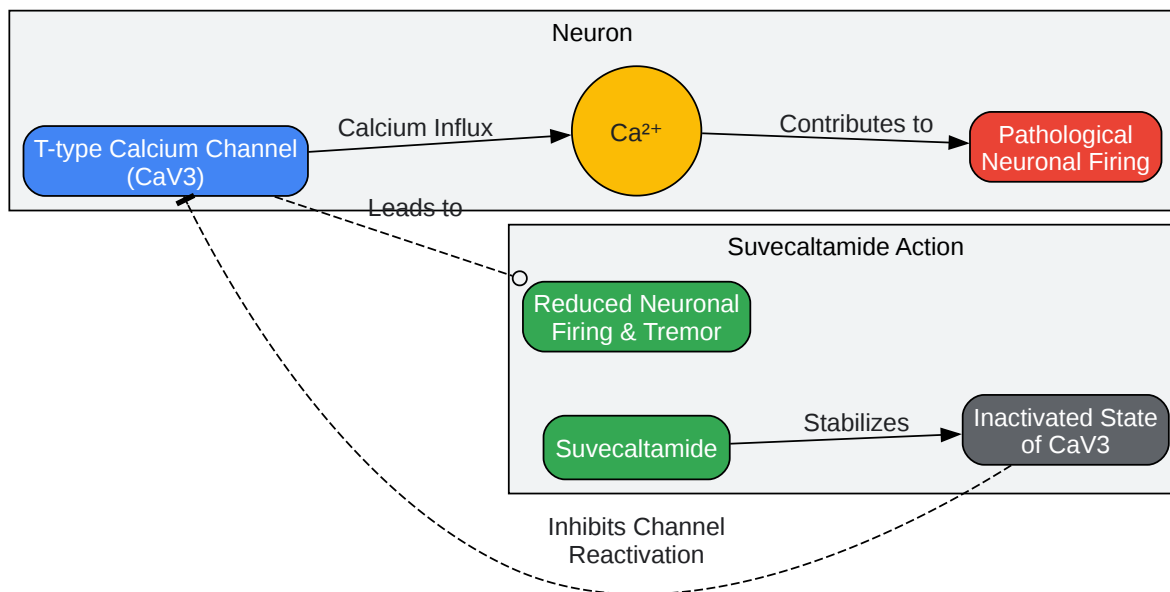 Neuron
T-type Calcium Channel
(CaV3)
Calcium Influx
Ca²⁺
Contributes to
Pathological
Neuronal Firing
Leads to
Suvecaltamide Action
Reduced Neuronal
Firing & Tremor
Suvecaltamide
Stabilizes
Inactivated State
of CaV3
Inhibits Channel
Reactivation